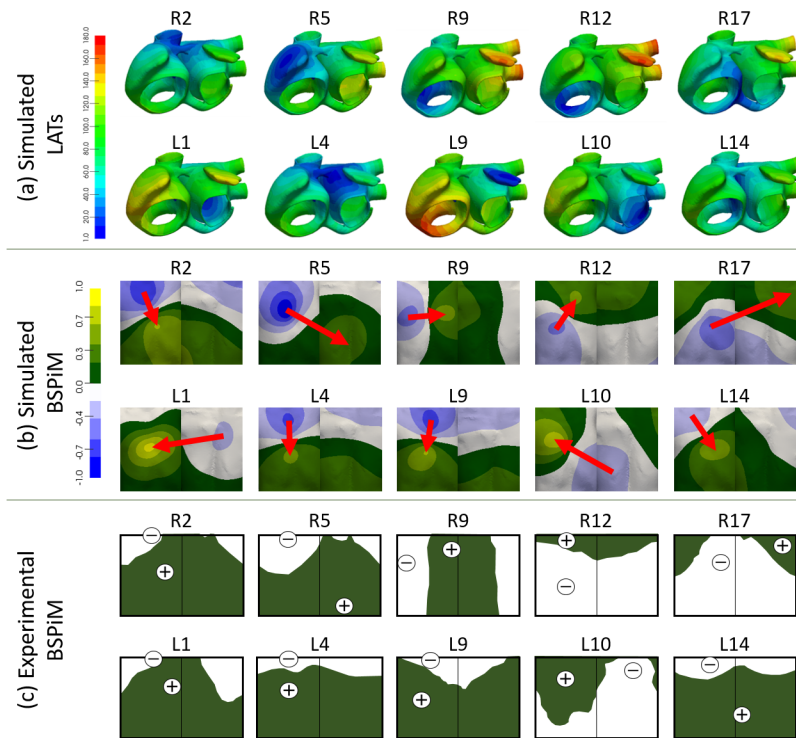 (a) Simulated
LATs
180.0
160.0
140.0
120.0
100.0
80.0
60.0
40.0
20.0
1.0
R2 R5 R9 R12 R17
L1 L4 L9 L10 L14
(b) Simulated
BSPiM
1.0
0.7
0.3
0.0
-0.4
-0.7
-1.0
R2 R5 R9 R12 R17
L1 L4 L9 L10 L14
(c) Experimental
BSPiM
R2 R5 R9 R12 R17
− − − + + − + − − +
L1 L4 L9 L10 L14
− + − + − + + − − +